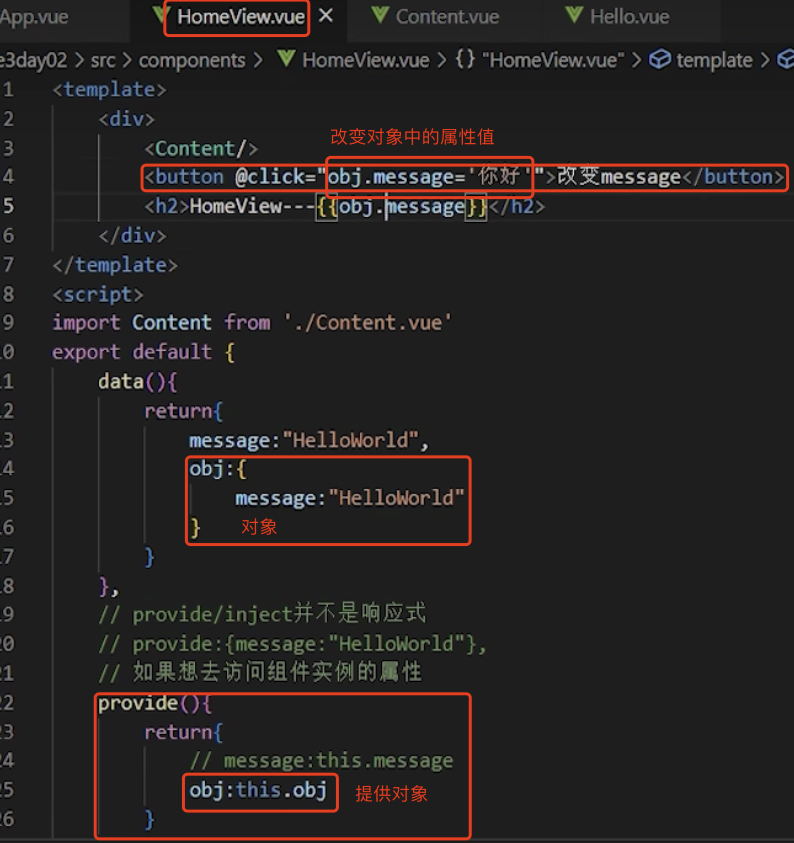 App.vue HomeView.vue × Content.vue Hello.vue
e3day02 > src > components > HomeView.vue > {} "HomeView.vue" > template >
改变对象中的属性值
1 <template>
2 <div>
3 <Content/>
4 <button @click="obj.message='你好'">改变message</button>
5 <h2>HomeView---{{obj.message}}</h2>
6 </div>
7 </template>
8 <script>
9 import Content from './Content.vue'
10 export default {
11 data(){
12 return{
13 message:"HelloWorld",
14 obj:{
15 message:"HelloWorld"
16 } 对象
17 }
18 },
19 // provide/inject并不是响应式
20 // provide:{message:"HelloWorld"},
21 // 如果想去访问组件实例的属性
22 provide(){
23 return{
24 // message:this.message
25 obj:this.obj 提供对象
26 }